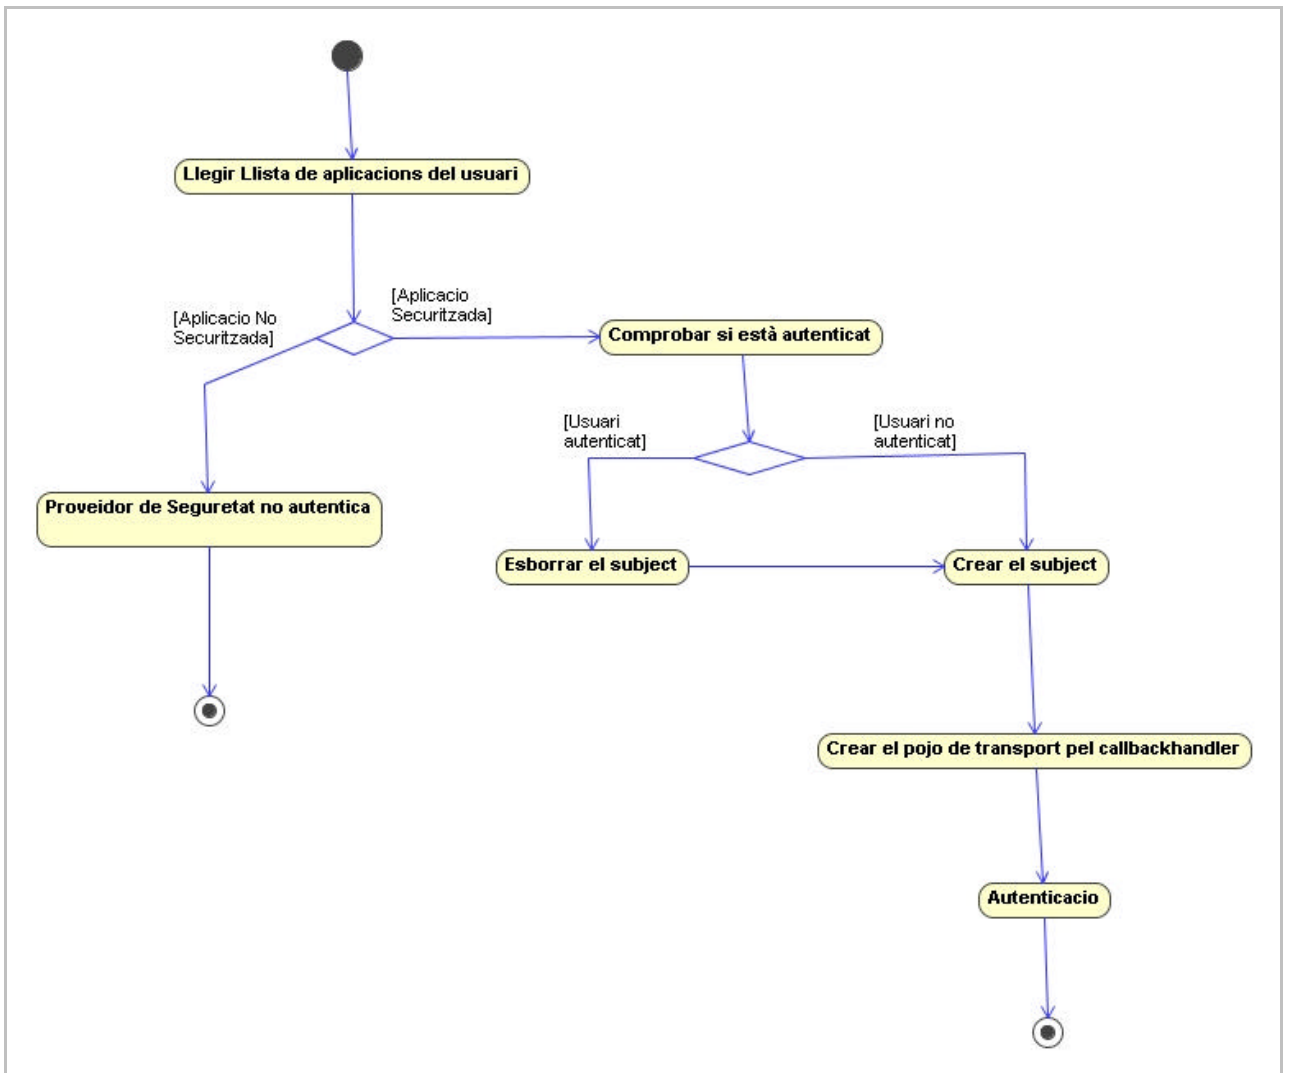 Llegir Llista de aplicacions del usuari
[Aplicacio
Securitzada]
[Aplicacio No
Securitzada]
Comprobar si està autenticat
[Usuari
autenticat]
[Usuari no
autenticat]
Proveidor de Seguretat no autentica
Esborrar el subject
Crear el subject
Crear el pojo de transport pel callbackhandler
Autenticacio